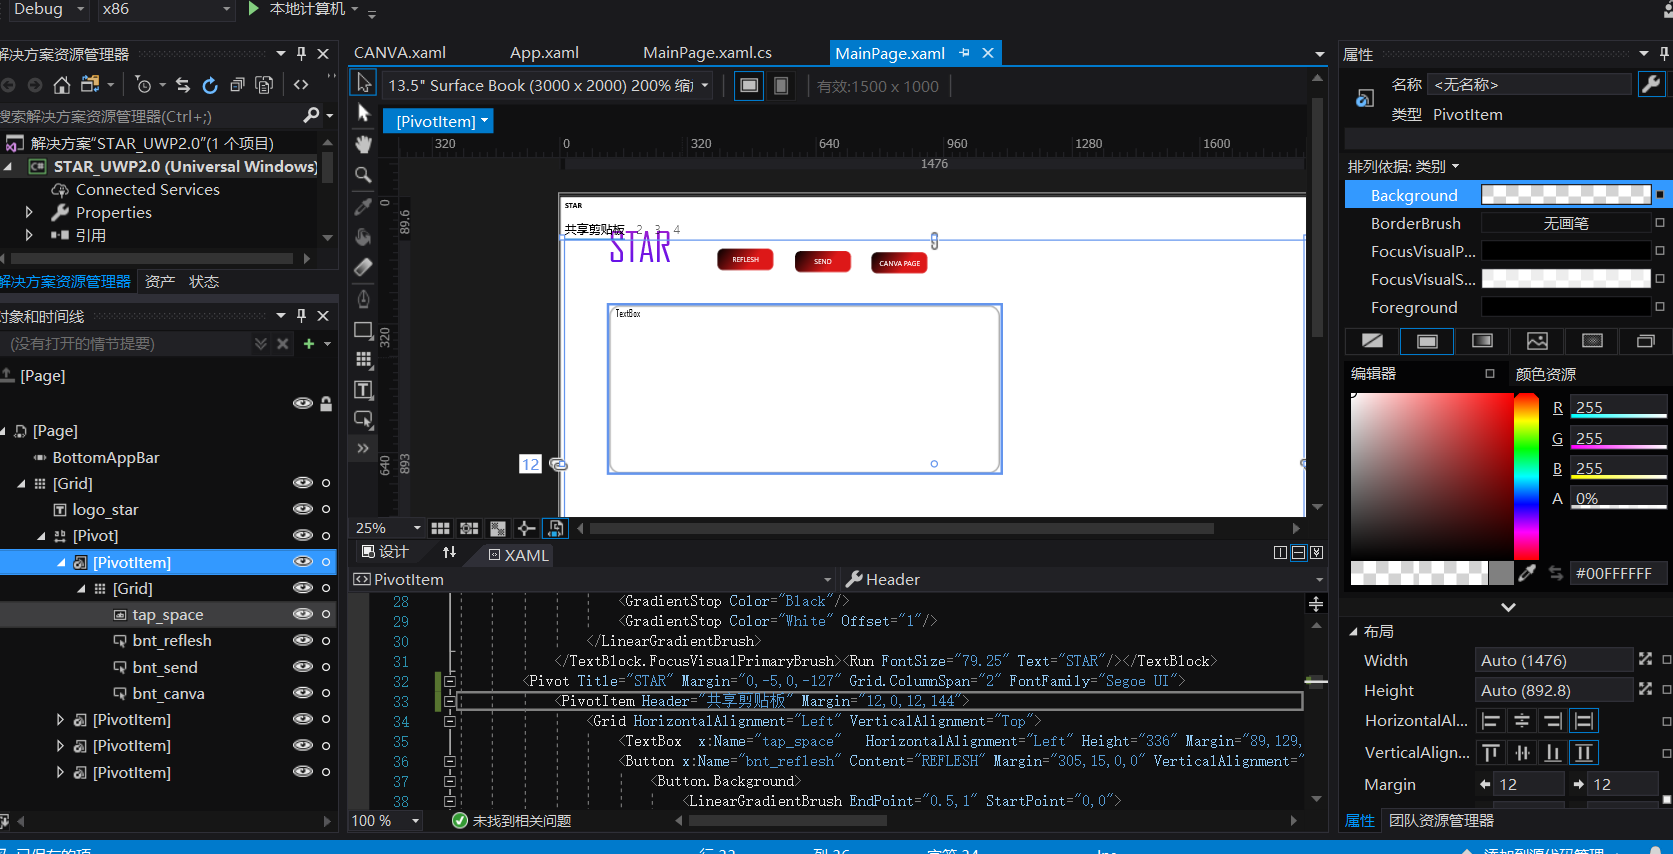 Debug x86 本地计算机
解决方案资源管理器
搜索解决方案资源管理器(Ctrl+;)
解决方案"STAR_UWP2.0"(1 个项目)
STAR_UWP2.0 (Universal Windows)
Connected Services
Properties
引用
解决方案资源管理器 资产 状态
对象和时间线
(没有打开的情节提要)
[Page]
[Page]
BottomAppBar
[Grid]
logo_star
[Pivot]
[PivotItem]
[Grid]
tap_space
bnt_reflesh
bnt_send
bnt_canva
[PivotItem]
[PivotItem]
[PivotItem]
CANVA.xaml App.xaml MainPage.xaml.cs MainPage.xaml
13.5" Surface Book (3000 x 2000) 200% 缩
有效:1500 x 1000
[PivotItem]
320 0 320 640 960 1280 1600
1476
0
89.6
320
640
893
STAR
共享剪贴板 2 3 4
STAR
REFLESH SEND CANVA PAGE
TextBox
12
25%
设计 XAML
PivotItem Header
28 <GradientStop Color="Black"/>
29 <GradientStop Color="White" Offset="1"/>
30 </LinearGradientBrush>
31 </TextBlock.FocusVisualPrimaryBrush><Run FontSize="79.25" Text="STAR"/></TextBlock>
32 <Pivot Title="STAR" Margin="0,-5,0,-127" Grid.ColumnSpan="2" FontFamily="Segoe UI">
33 <PivotItem Header="共享剪贴板" Margin="12,0,12,144">
34 <Grid HorizontalAlignment="Left" VerticalAlignment="Top">
35 <TextBox x:Name="tap_space" HorizontalAlignment="Left" Height="336" Margin="89,129,
36 <Button x:Name="bnt_reflesh" Content="REFLESH" Margin="305,15,0,0" VerticalAlignment="
37 <Button.Background>
38 <LinearGradientBrush EndPoint="0.5,1" StartPoint="0,0">
100 % 未找到相关问题
属性
名称 <无名称>
类型 PivotItem
排列依据: 类别
Background
BorderBrush 无画笔
FocusVisualP...
FocusVisualS...
Foreground
编辑器 颜色资源
R 255
G 255
B 255
A 0%
#00FFFFFF
布局
Width Auto (1476)
Height Auto (892.8)
HorizontalAl...
VerticalAlign...
Margin 12 12
属性 团队资源管理器